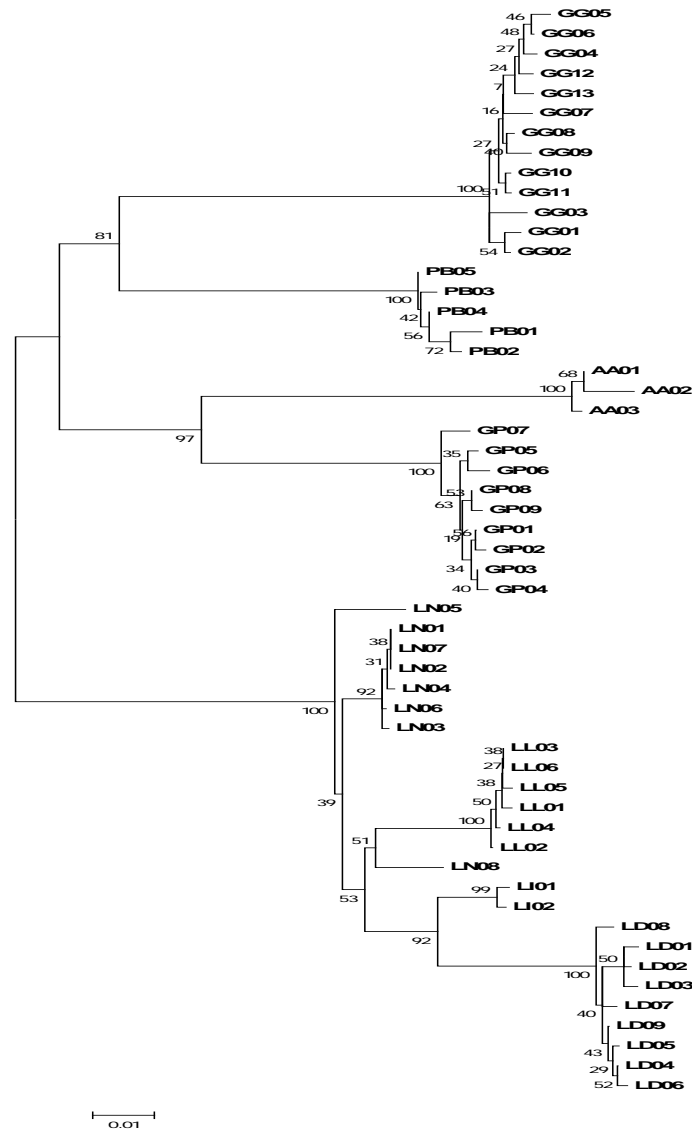 46 GG05
48 GG06
27 GG04
24 GG12
7 GG13
16 GG07
27 GG08
40 GG09
GG10
100 51 GG11
GG03
81 GG01
54 GG02
PB05
100 PB03
42 PB04
56 PB01
72 PB02
68 AA01
100 AA02
AA03
97 GP07
35 GP05
100 GP06
53 GP08
63 GP09
56 GP01
19 GP02
34 GP03
40 GP04
LN05
LN01
38 LN07
31 LN02
92 LN04
100 LN06
LN03
38 LL03
27 LL06
38 LL05
39 50 LL01
100 LL04
51 LL02
LN08
99 LI01
53 LI02
92 LD08
50 LD01
100 LD02
LD03
40 LD07
LD09
43 LD05
29 LD04
52 LD06
0.01